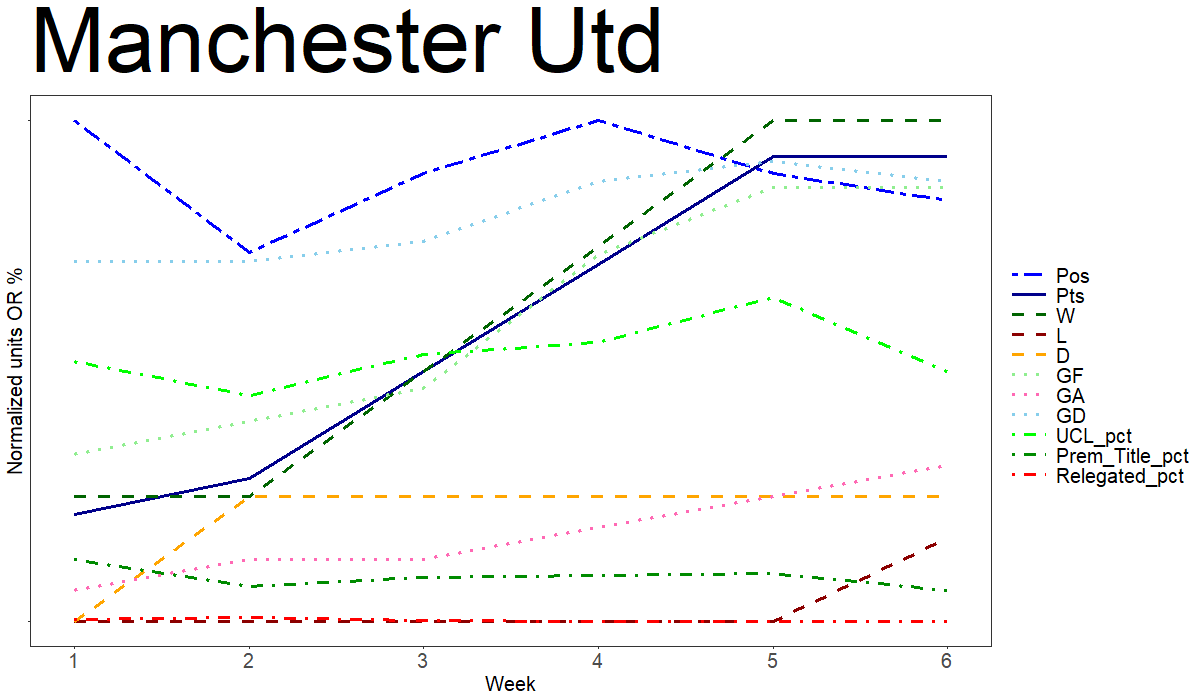 Manchester Utd
Normalized units OR %
1 2 3 4 5 6
Week
Pos
Pts
W
L
D
GF
GA
GD
UCL_pct
Prem_Title_pct
Relegated_pct